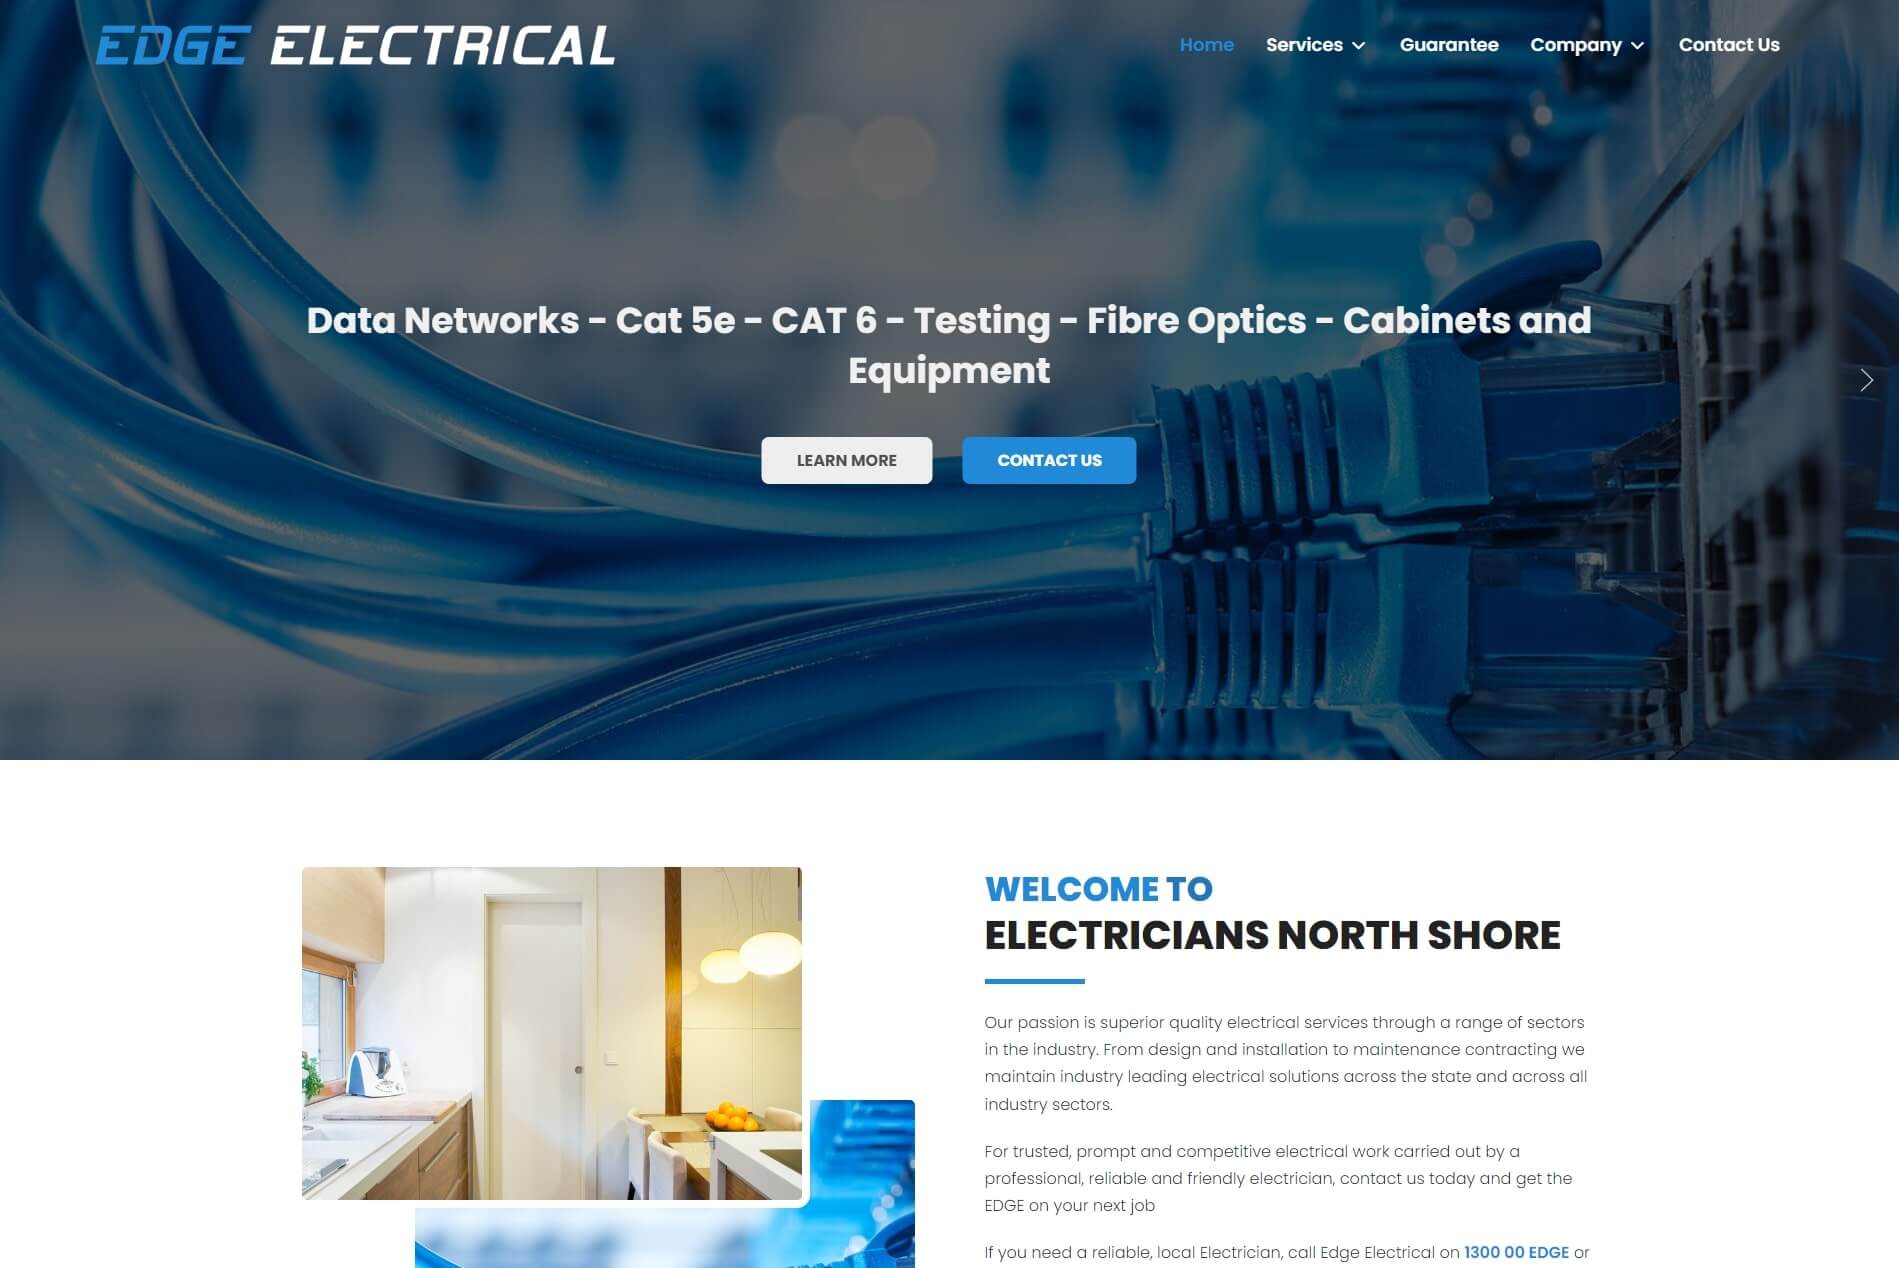 EDGE ELECTRICAL
Home Services Guarantee Company Contact Us
Data Networks - Cat 5e - CAT 6 - Testing - Fibre Optics - Cabinets and
Equipment
LEARN MORE CONTACT US
WELCOME TO
ELECTRICIANS NORTH SHORE
Our passion is superior quality electrical services through a range of sectors
in the industry. From design and installation to maintenance contracting we
maintain industry leading electrical solutions across the state and across all
industry sectors.
For trusted, prompt and competitive electrical work carried out by a
professional, reliable and friendly electrician, contact us today and get the
EDGE on your next job
If you need a reliable, local Electrician, call Edge Electrical on 1300 00 EDGE or